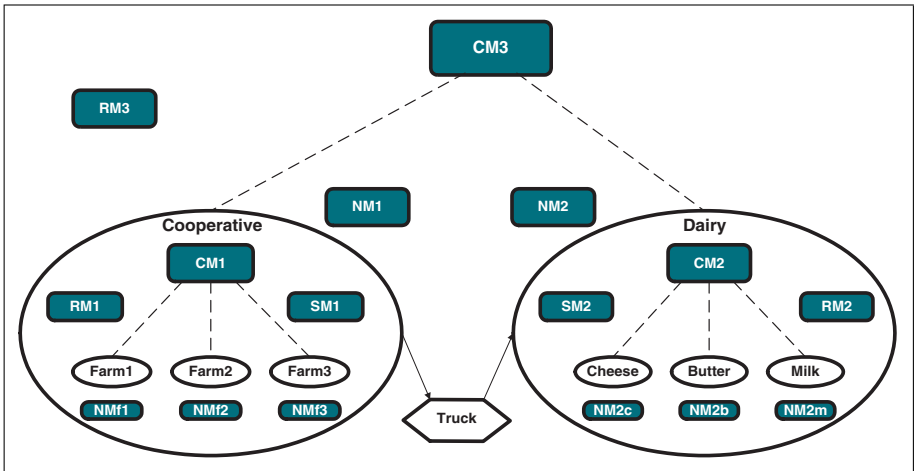 CM3
RM3
NM1
NM2
Cooperative
Dairy
CM1
CM2
RM1
SM1
SM2
RM2
Farm1
Farm2
Farm3
Cheese
Butter
Milk
NMf1
NMf2
NMf3
Truck
NM2c
NM2b
NM2m